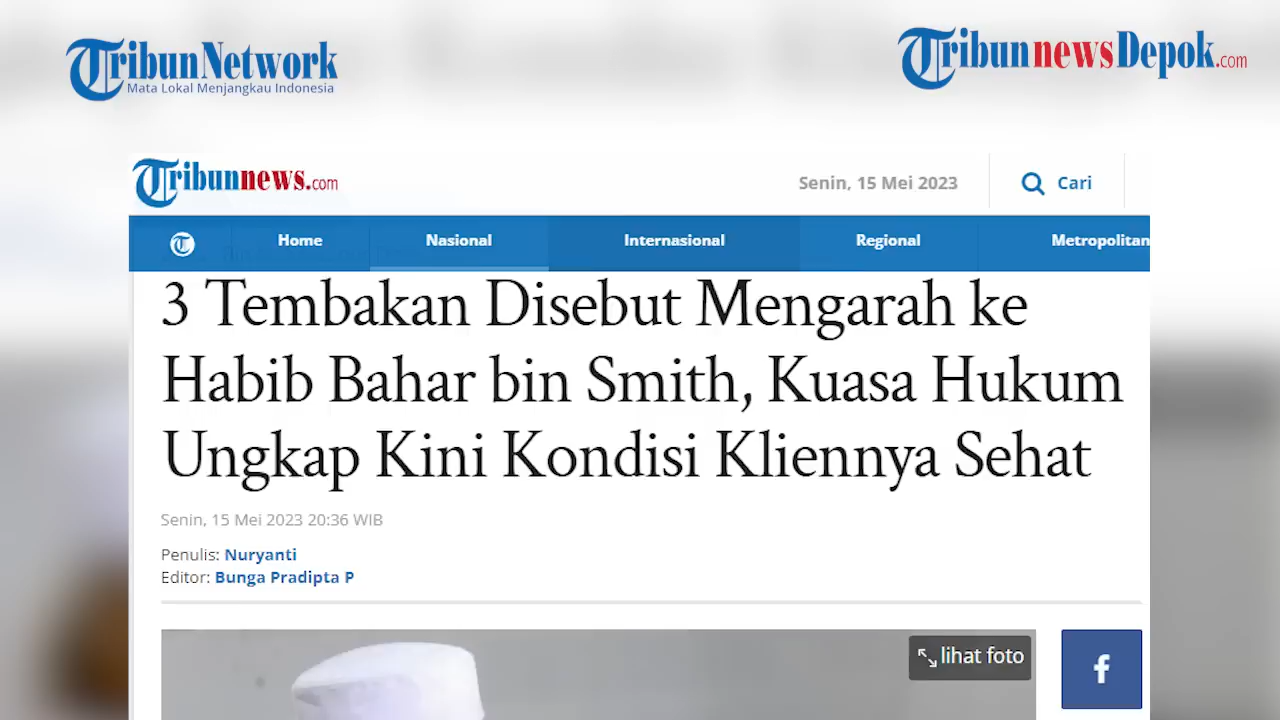 Tribun Network
Mata Lokal Menjangkau Indonesia
TribunnewsDepok.com
Tribunnews.com
Senin, 15 Mei 2023
Cari
T
Home
Nasional
Internasional
Regional
Metropolitan
3 Tembakan Disebut Mengarah ke
Habib Bahar bin Smith, Kuasa Hukum
Ungkap Kini Kondisi Kliennya Sehat
Senin, 15 Mei 2023 20:36 WIB
Penulis: Nuryanti
Editor: Bunga Pradipta P
lihat foto
f